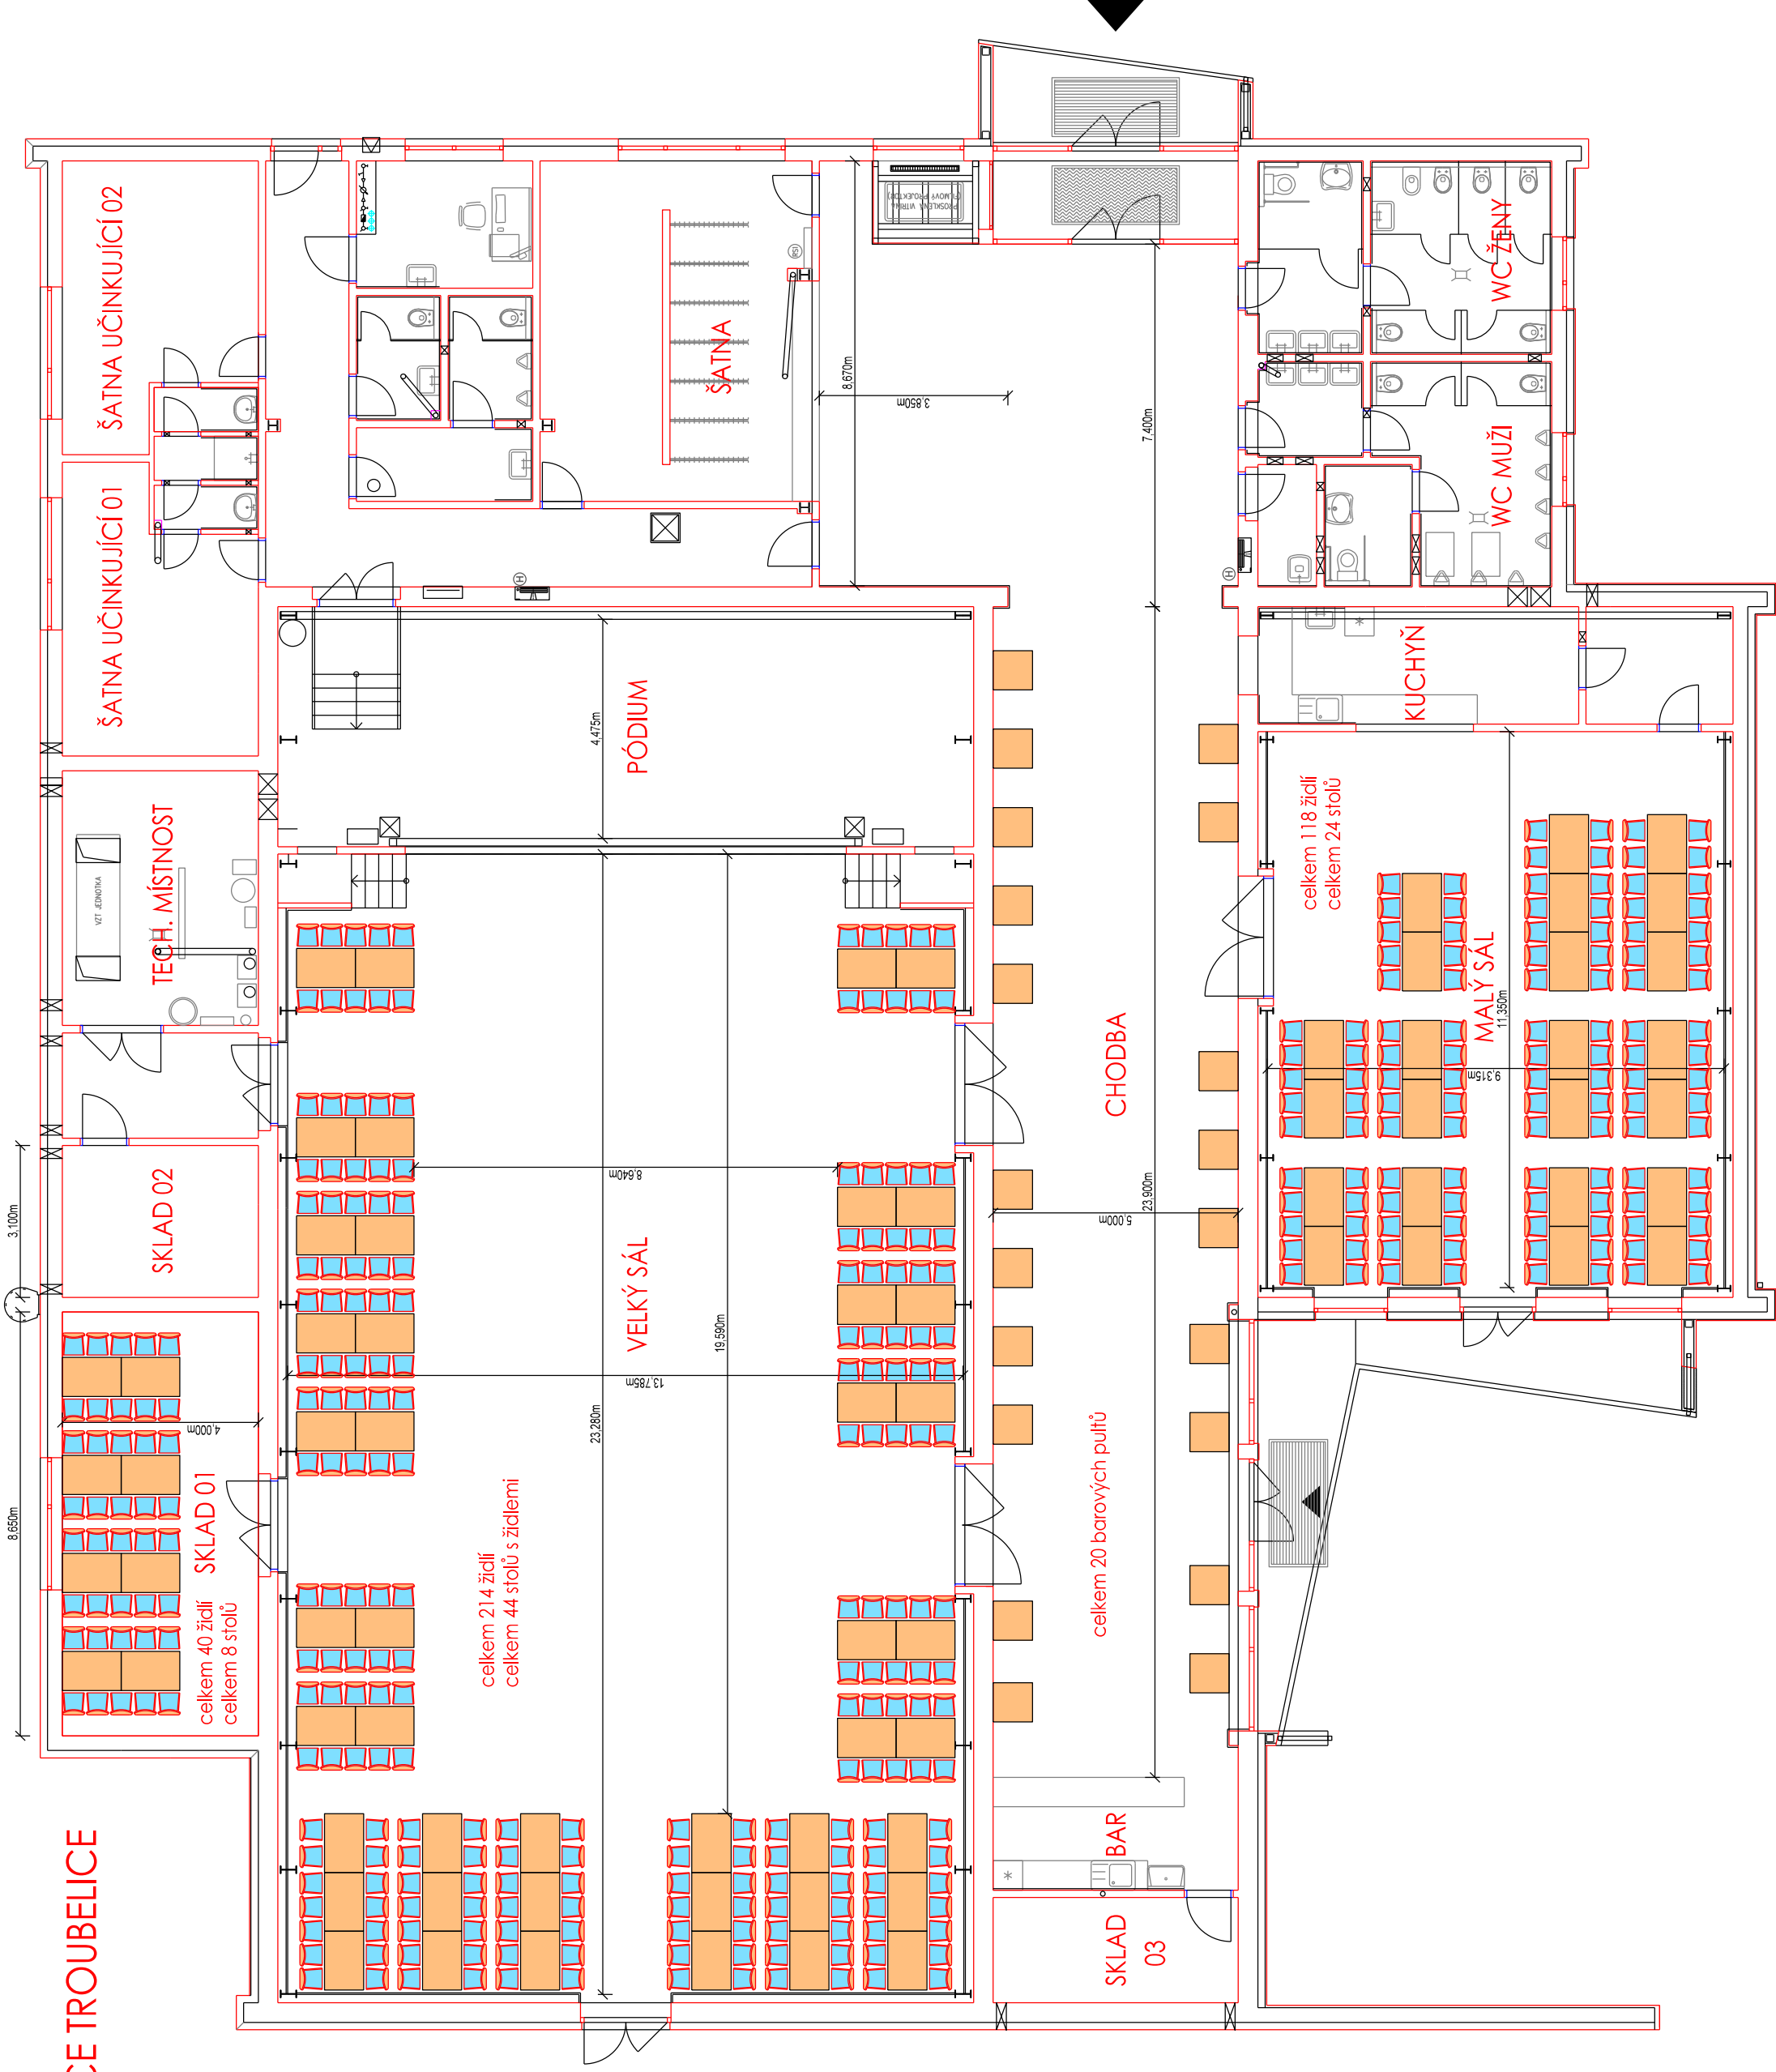 CE TROUBELICE
ŠATNA UČINKUJÍCÍ 02
ŠATNA UČINKUJÍCÍ 01
TECH. MÍSTNOST
VZT JEDNOTKA
SKLAD 02
3,100m
8,650m
4,000m
SKLAD 01
celkem 40 židlí
celkem 8 stolů
ŠATNA
PROSKLENÁ VITRÍNA
(FILMOVÝ PROJEKTOR)
8,670m
3,850m
7,400m
H
H
PÓDIUM
4,475m
VELKÝ SÁL
8,640m
19,590m
13,785m
23,280m
celkem 214 židlí
celkem 44 stolů s židlemi
CHODBA
23,900m
5,000m
celkem 20 barových pultů
BAR
SKLAD
03
WC ŽENY
WC MUŽI
KUCHYŇ
celkem 118 židlí
celkem 24 stolů
MALÝ SÁL
11,350m
9,315m